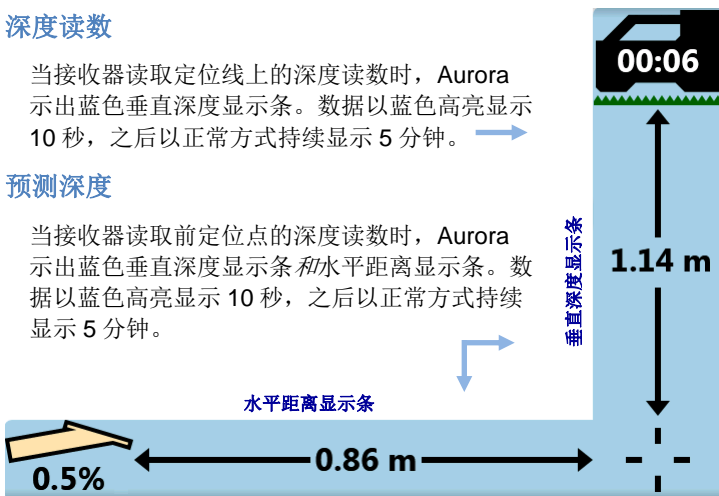 深度读数
当接收器读取定位线上的深度读数时，Aurora
示出蓝色垂直深度显示条。数据以蓝色高亮显示
10 秒，之后以正常方式持续显示 5 分钟。
预测深度
当接收器读取前定位点的深度读数时，Aurora
示出蓝色垂直深度显示条和水平距离显示条。数
据以蓝色高亮显示 10 秒，之后以正常方式持续
显示 5 分钟。
00:06
垂直深度显示条
1.14 m
水平距离显示条
0.86 m
0.5%